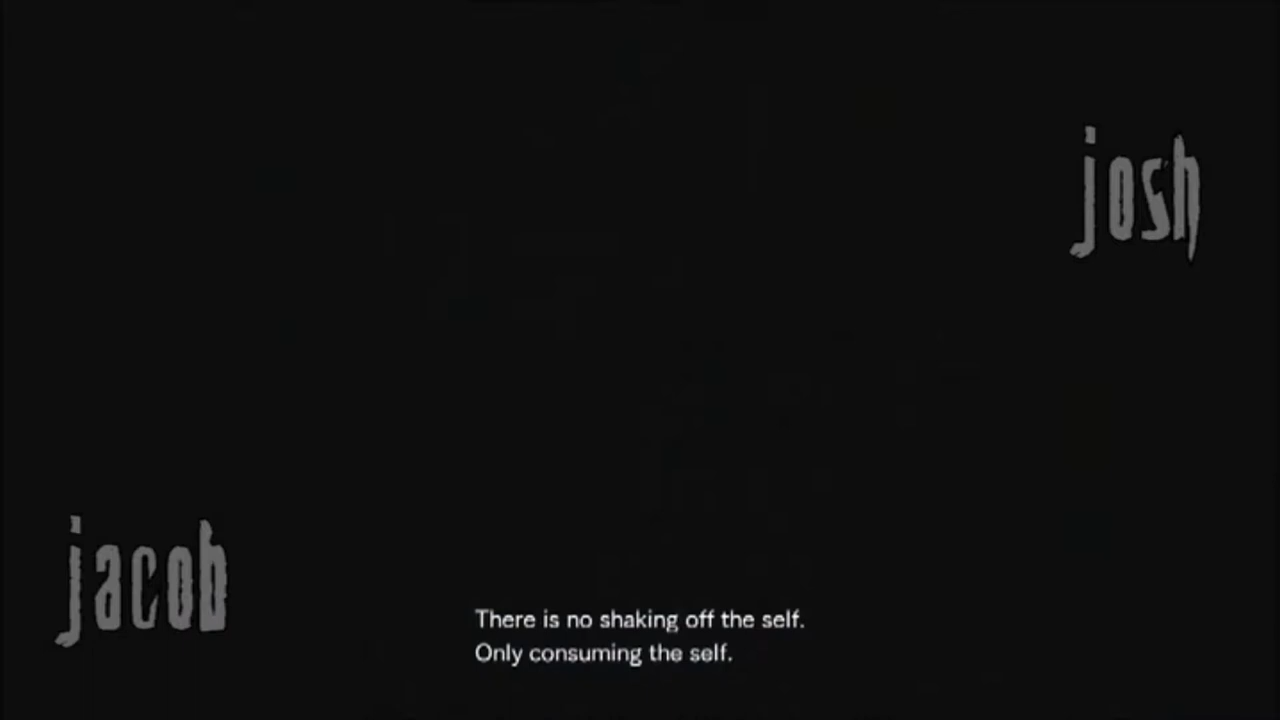 josh
jacob
There is no shaking off the self.
Only consuming the self.